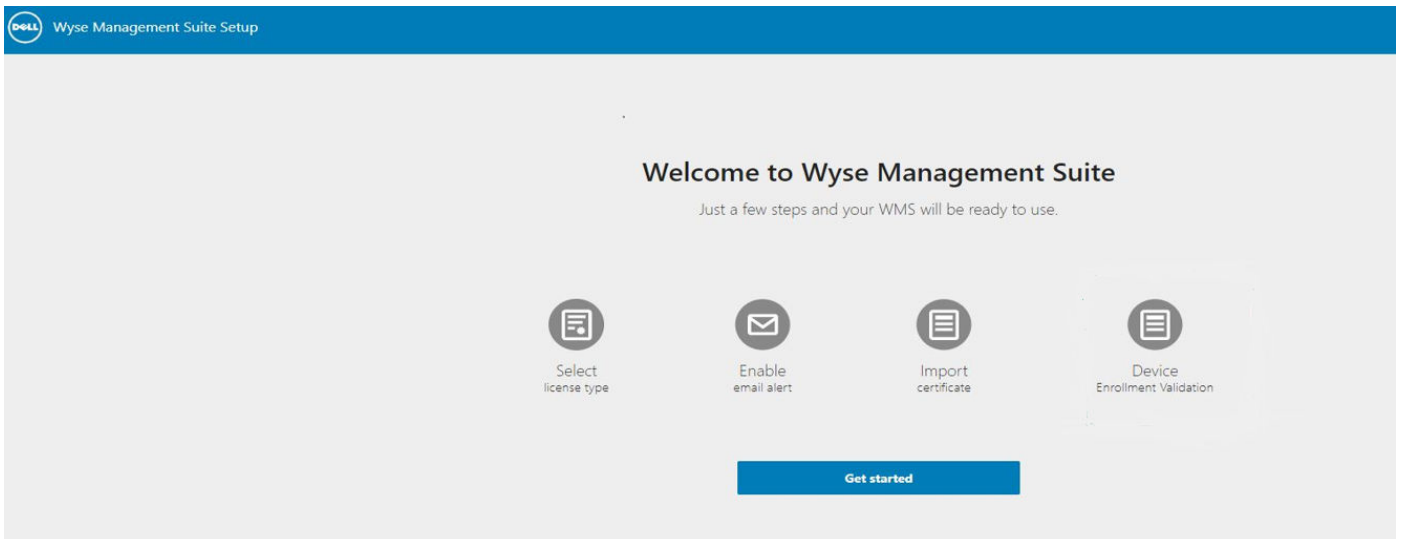 DELL Wyse Management Suite Setup
Welcome to Wyse Management Suite
Just a few steps and your WMS will be ready to use.
Select
license type
Enable
email alert
Import
certificate
Device
Enrollment Validation
Get started